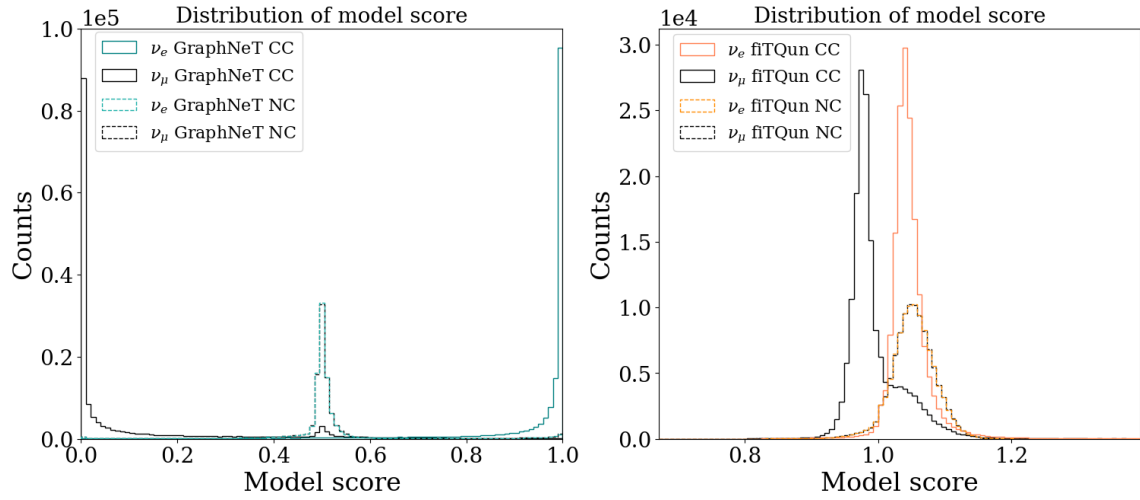 Distribution of model score
1e5
1.0
0.8
0.6
0.4
0.2
0.0
Counts
ν_e GraphNeT CC
ν_μ GraphNeT CC
ν_e GraphNeT NC
ν_μ GraphNeT NC
0.0 0.2 0.4 0.6 0.8 1.0
Model score
Distribution of model score
1e4
3.0
2.5
2.0
1.5
1.0
0.5
0.0
Counts
ν_e fiTQun CC
ν_μ fiTQun CC
ν_e fiTQun NC
ν_μ fiTQun NC
0.8 1.0 1.2
Model score